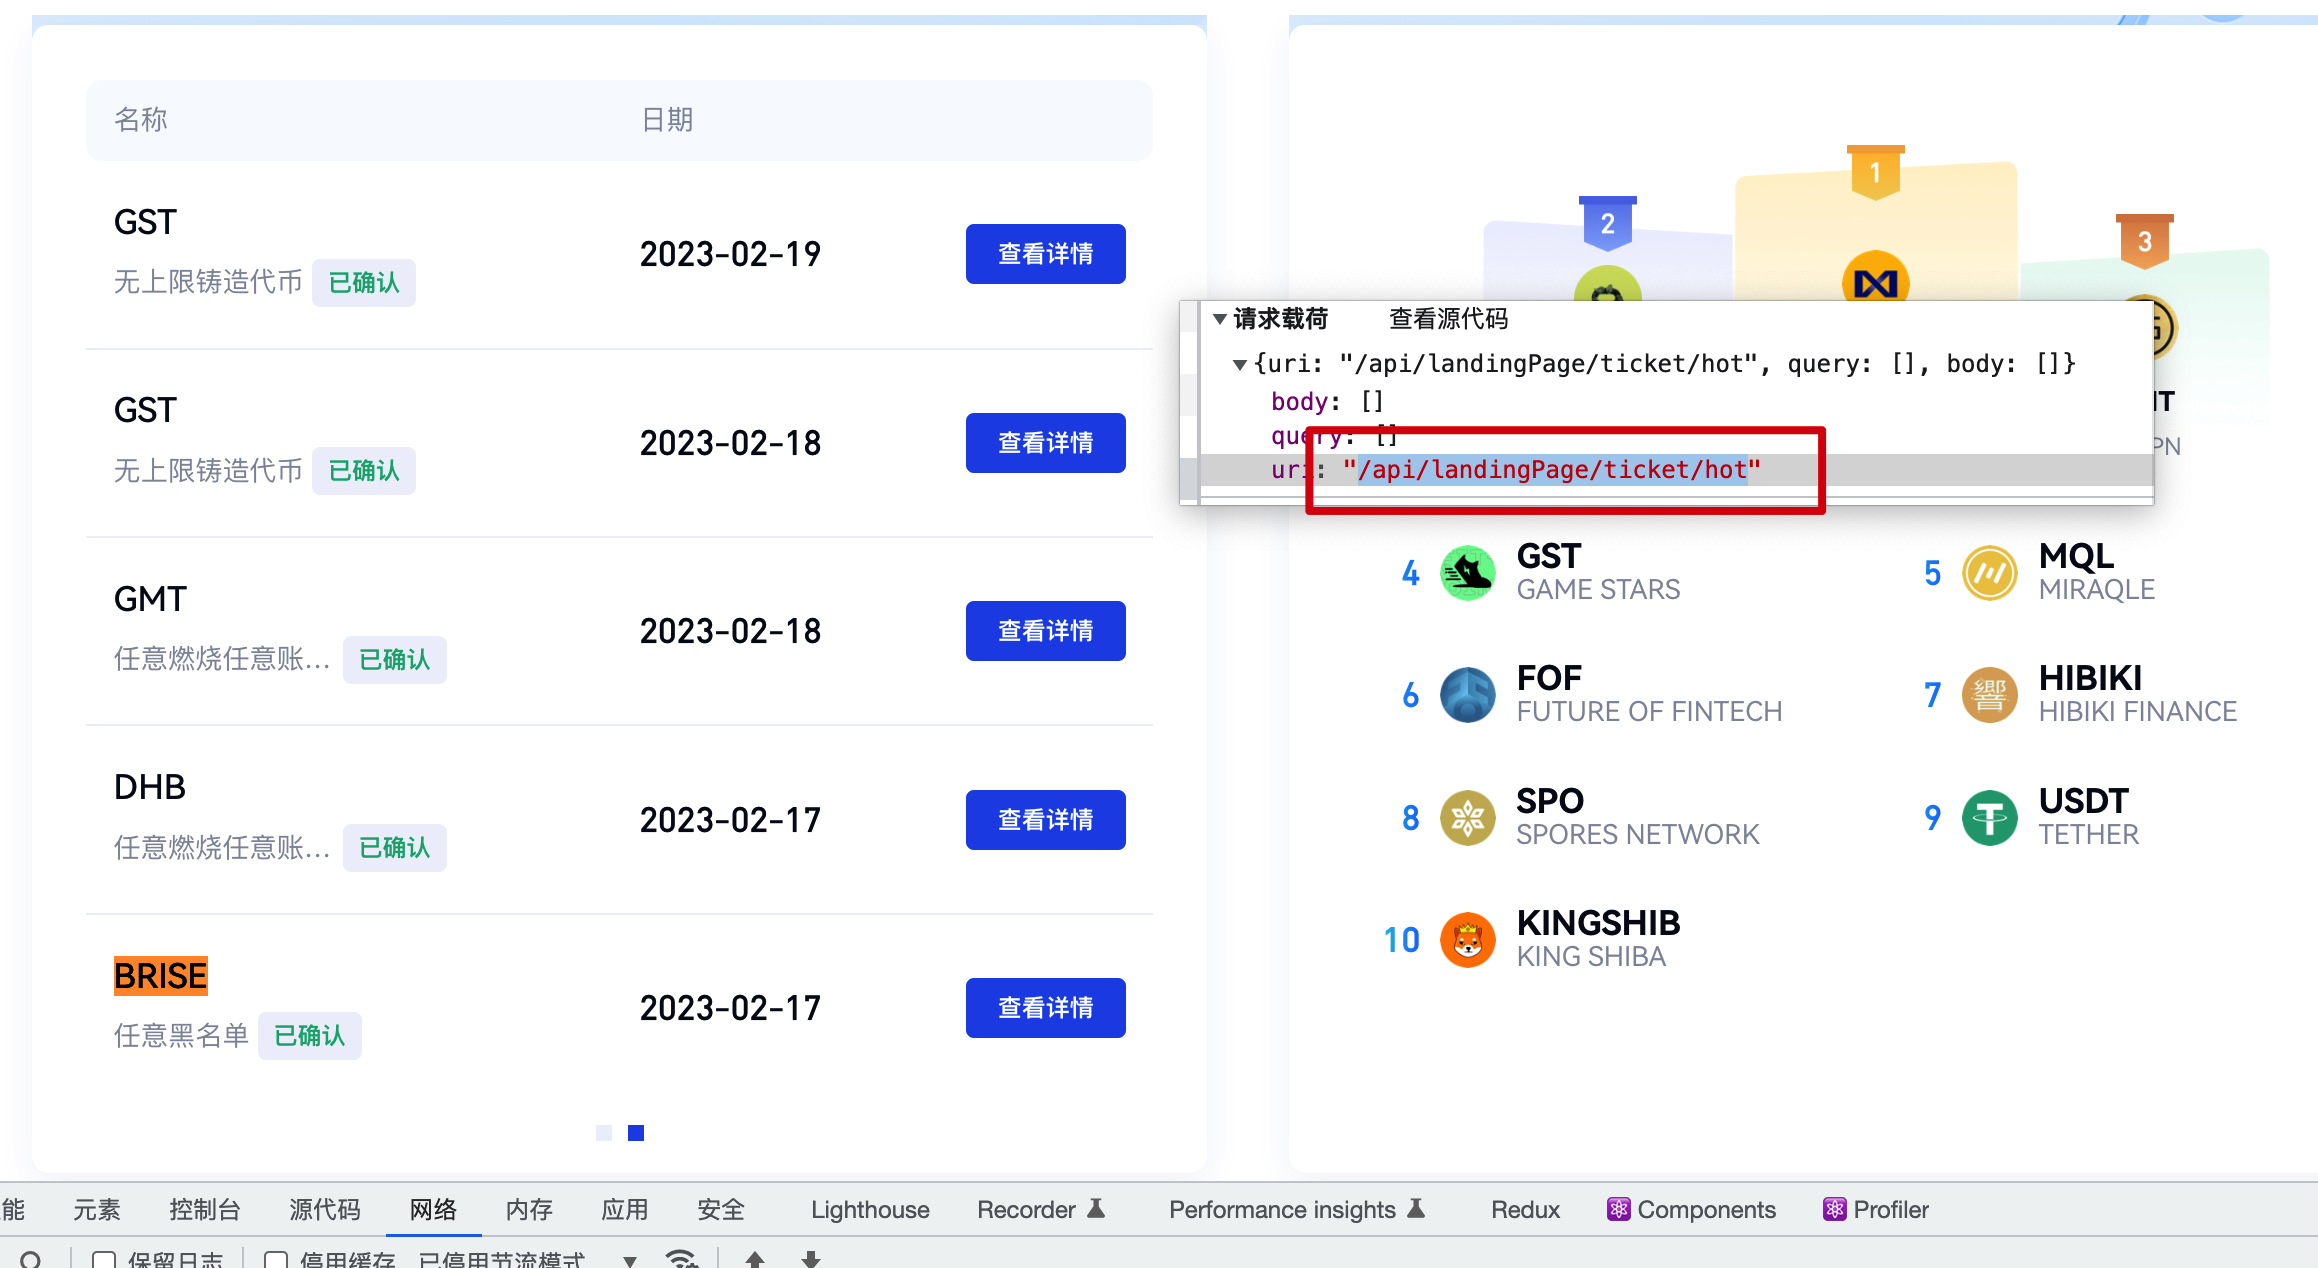 名称 日期
GST
无上限铸造代币 已确认
2023-02-19
查看详情
GST
无上限铸造代币 已确认
2023-02-18
查看详情
GMT
任意燃烧任意账... 已确认
2023-02-18
查看详情
DHB
任意燃烧任意账... 已确认
2023-02-17
查看详情
BRISE
任意黑名单 已确认
2023-02-17
查看详情
1
2
3
请求载荷 查看源代码
{uri: "/api/landingPage/ticket/hot", query: [], body: []}
body: []
query: []
uri: "/api/landingPage/ticket/hot"
4 GST
GAME STARS
5 MQL
MIRAQLE
6 FOF
FUTURE OF FINTECH
7 響 HIBIKI
HIBIKI FINANCE
8 SPO
SPORES NETWORK
9 USDT
TETHER
10 KINGSHIB
KING SHIBA
能 元素 控制台 源代码 网络 内存 应用 安全 Lighthouse Recorder Performance insights Redux Components Profiler
保留日志 停用缓存 已停用节流模式